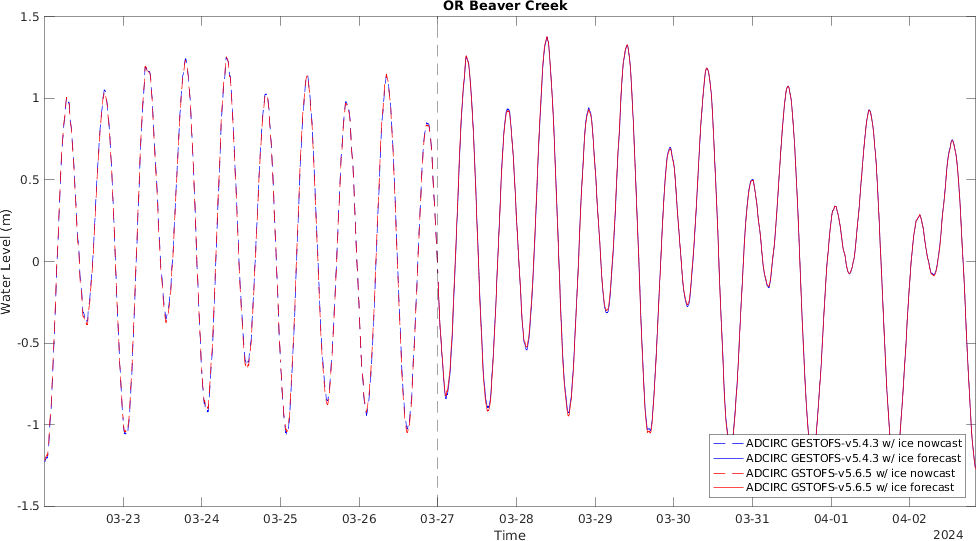 OR Beaver Creek
1.5
1
0.5
0
-0.5
-1
-1.5
Water Level (m)
ADCIRC GESTOFS-v5.4.3 w/ ice nowcast
ADCIRC GESTOFS-v5.4.3 w/ ice forecast
ADCIRC GSTOFS-v5.6.5 w/ ice nowcast
ADCIRC GSTOFS-v5.6.5 w/ ice forecast
03-23 03-24 03-25 03-26 03-27 03-28 03-29 03-30 03-31 04-01 04-02
Time
2024